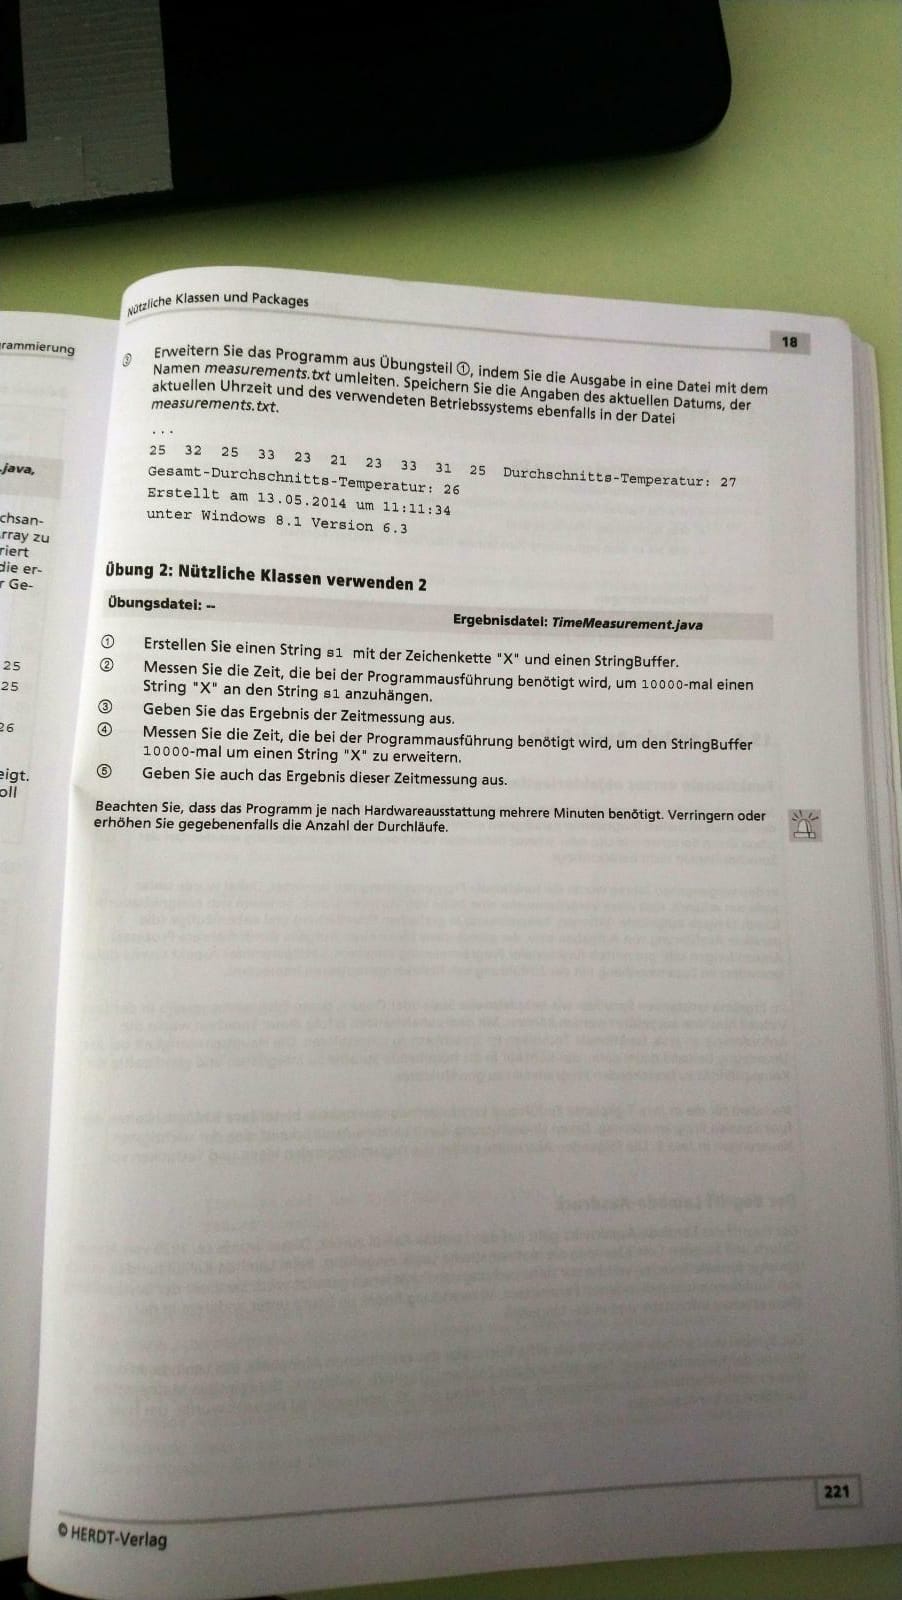 Nützliche Klassen und Packages
18
③ Erweitern Sie das Programm aus Übungsteil ①, indem Sie die Ausgabe in eine Datei mit dem
Namen measurements.txt umleiten. Speichern Sie die Angaben des aktuellen Datums, der
aktuellen Uhrzeit und des verwendeten Betriebssystems ebenfalls in der Datei
measurements.txt.
...
25 32 25 33 23 21 23 33 31 25 Durchschnitts-Temperatur: 27
Gesamt-Durchschnitts-Temperatur: 26
Erstellt am 13.05.2014 um 11:11:34
unter Windows 8.1 Version 6.3
Übung 2: Nützliche Klassen verwenden 2
Übungsdatei: --
Ergebnisdatei: TimeMeasurement.java
① Erstellen Sie einen String s1 mit der Zeichenkette "X" und einen StringBuffer.
② Messen Sie die Zeit, die bei der Programmausführung benötigt wird, um 10000-mal einen
String "X" an den String s1 anzuhängen.
③ Geben Sie das Ergebnis der Zeitmessung aus.
④ Messen Sie die Zeit, die bei der Programmausführung benötigt wird, um den StringBuffer
10000-mal um einen String "X" zu erweitern.
⑤ Geben Sie auch das Ergebnis dieser Zeitmessung aus.
Beachten Sie, dass das Programm je nach Hardwareausstattung mehrere Minuten benötigt. Verringern oder
erhöhen Sie gegebenenfalls die Anzahl der Durchläufe.
221
© HERDT-Verlag
grammierung
.java,
chsan-
rray zu
riert
die er-
r Ge-
25
25
26
eigt.
oll